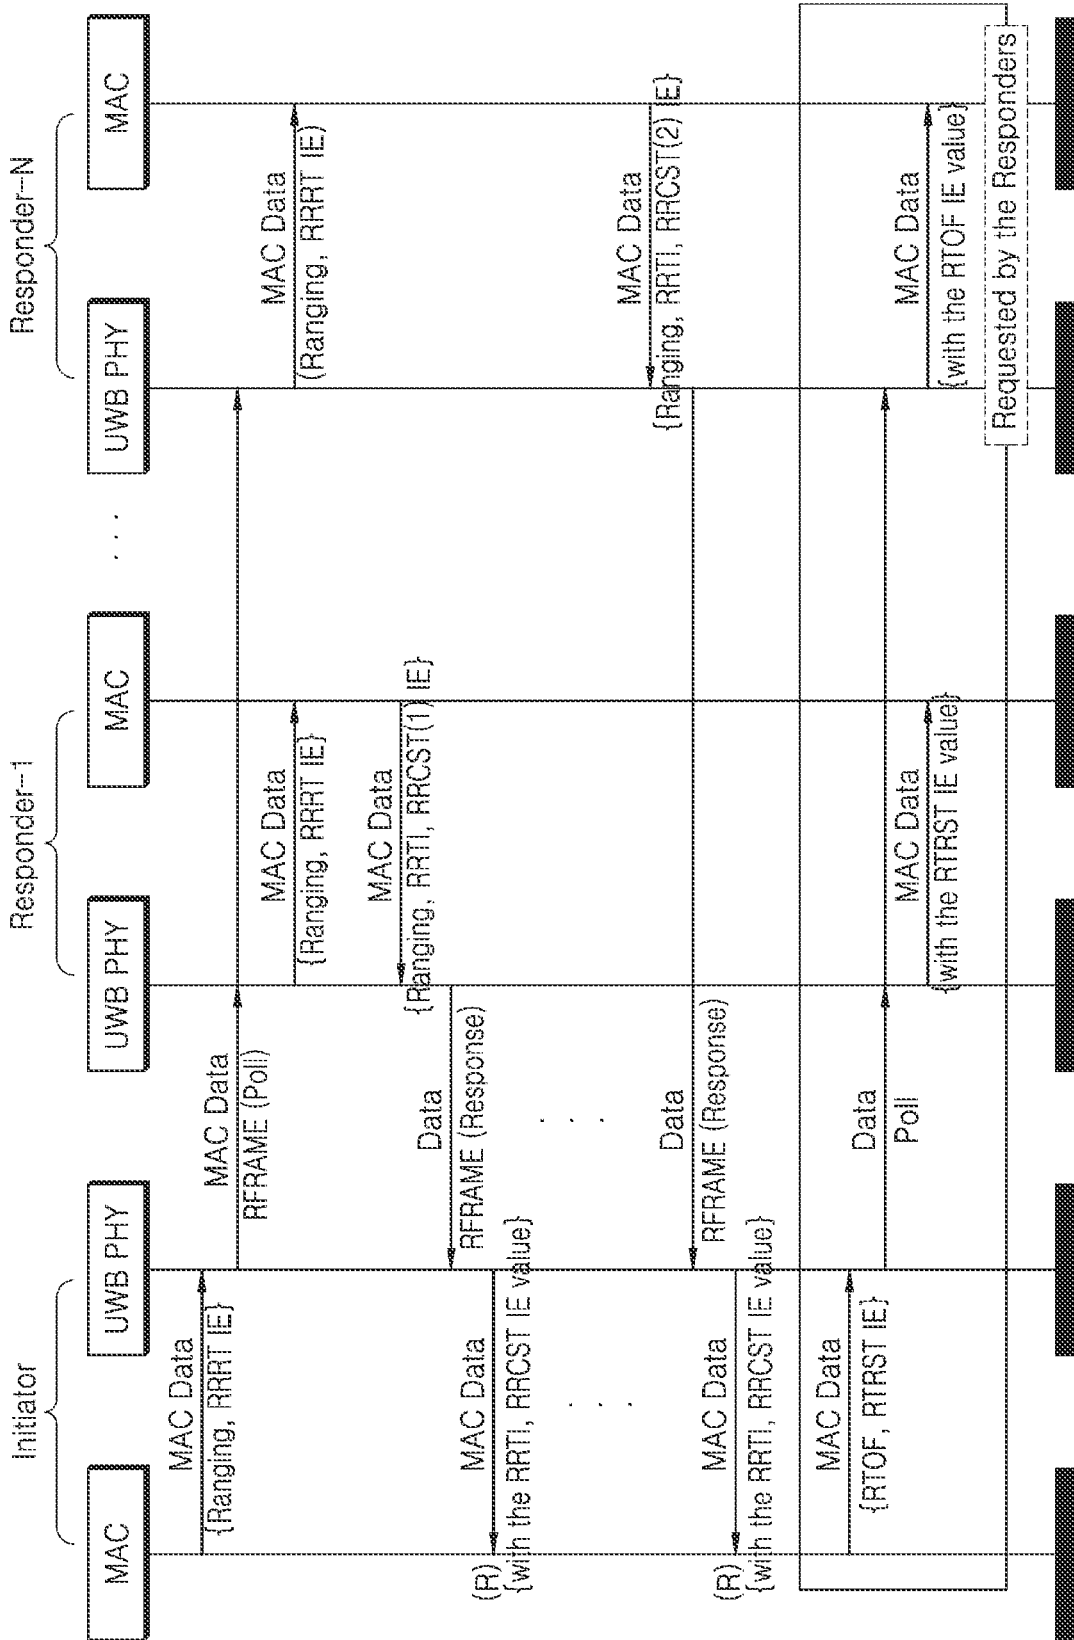 Initiator
Responder-1
Responder-N
MAC
UWB PHY
UWB PHY
MAC
. . .
UWB PHY
MAC
MAC Data
{Ranging, RRRT IE}
MAC Data
RFRAME (Poll)
MAC Data
{Ranging, RRRT IE}
MAC Data
(Ranging, RRRT IE)
MAC Data
{Ranging, RRTI, RRCST(1) IE}
Data
RFRAME (Response)
(R)
MAC Data
{with the RRTI, RRCST IE value}
. . .
. . .
MAC Data
{Ranging, RRTI, RRCST(2) IE}
Data
RFRAME (Response)
(R)
MAC Data
{with the RRTI, RRCST IE value}
MAC Data
{RTOF, RTRST IE}
Data
Poll
MAC Data
{with the RTRST IE value}
MAC Data
{with the RTOF IE value}
Requested by the Responders